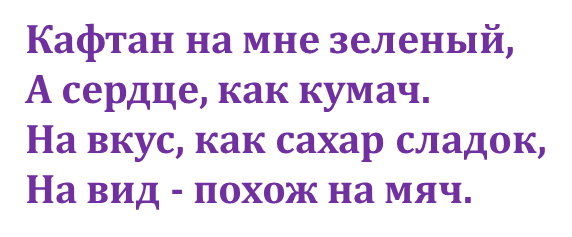 Кафтан на мне зеленый,
А сердце, как кумач.
На вкус, как сахар сладок,
На вид - похож на мяч.